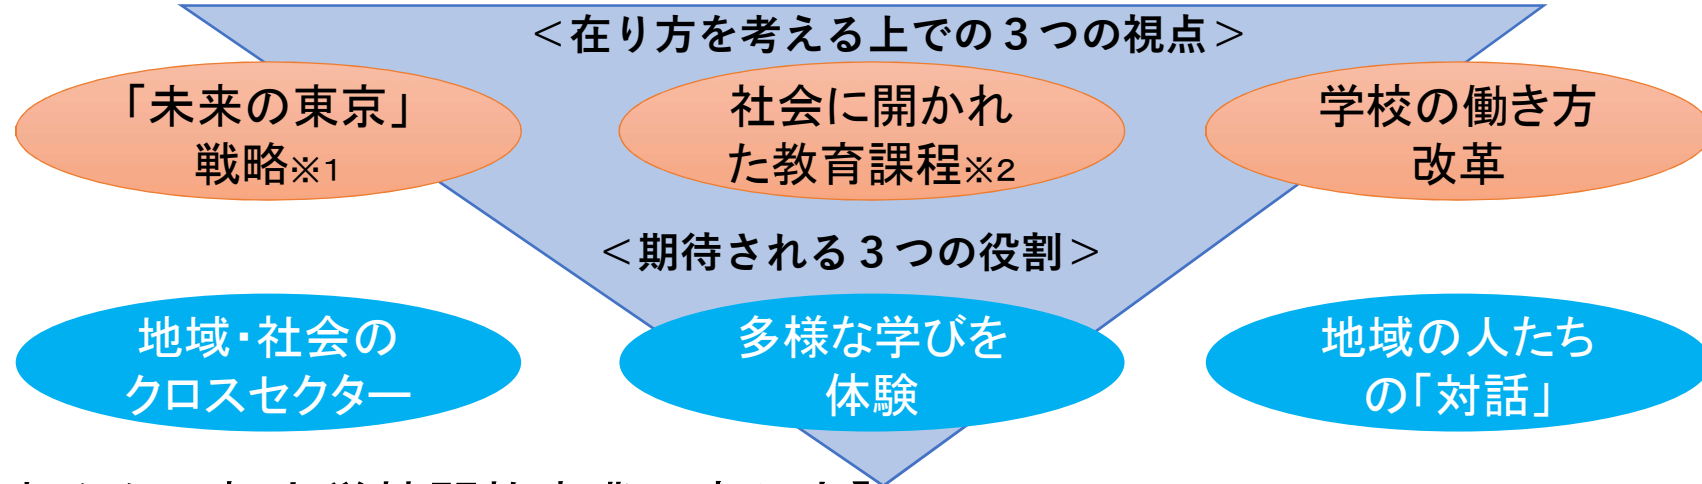 ＜在り方を考える上での３つの視点＞
「未来の東京」
戦略※1
社会に開かれ
た教育課程※2
学校の働き方
改革
＜期待される３つの役割＞
地域・社会の
クロスセクター
多様な学びを
体験
地域の人たち
の「対話」